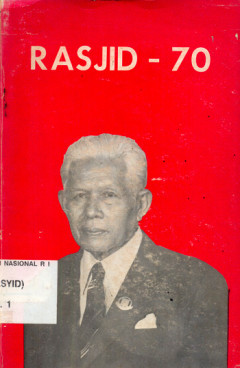 RASJID - 70
NASIONAL R I
SYID)
1